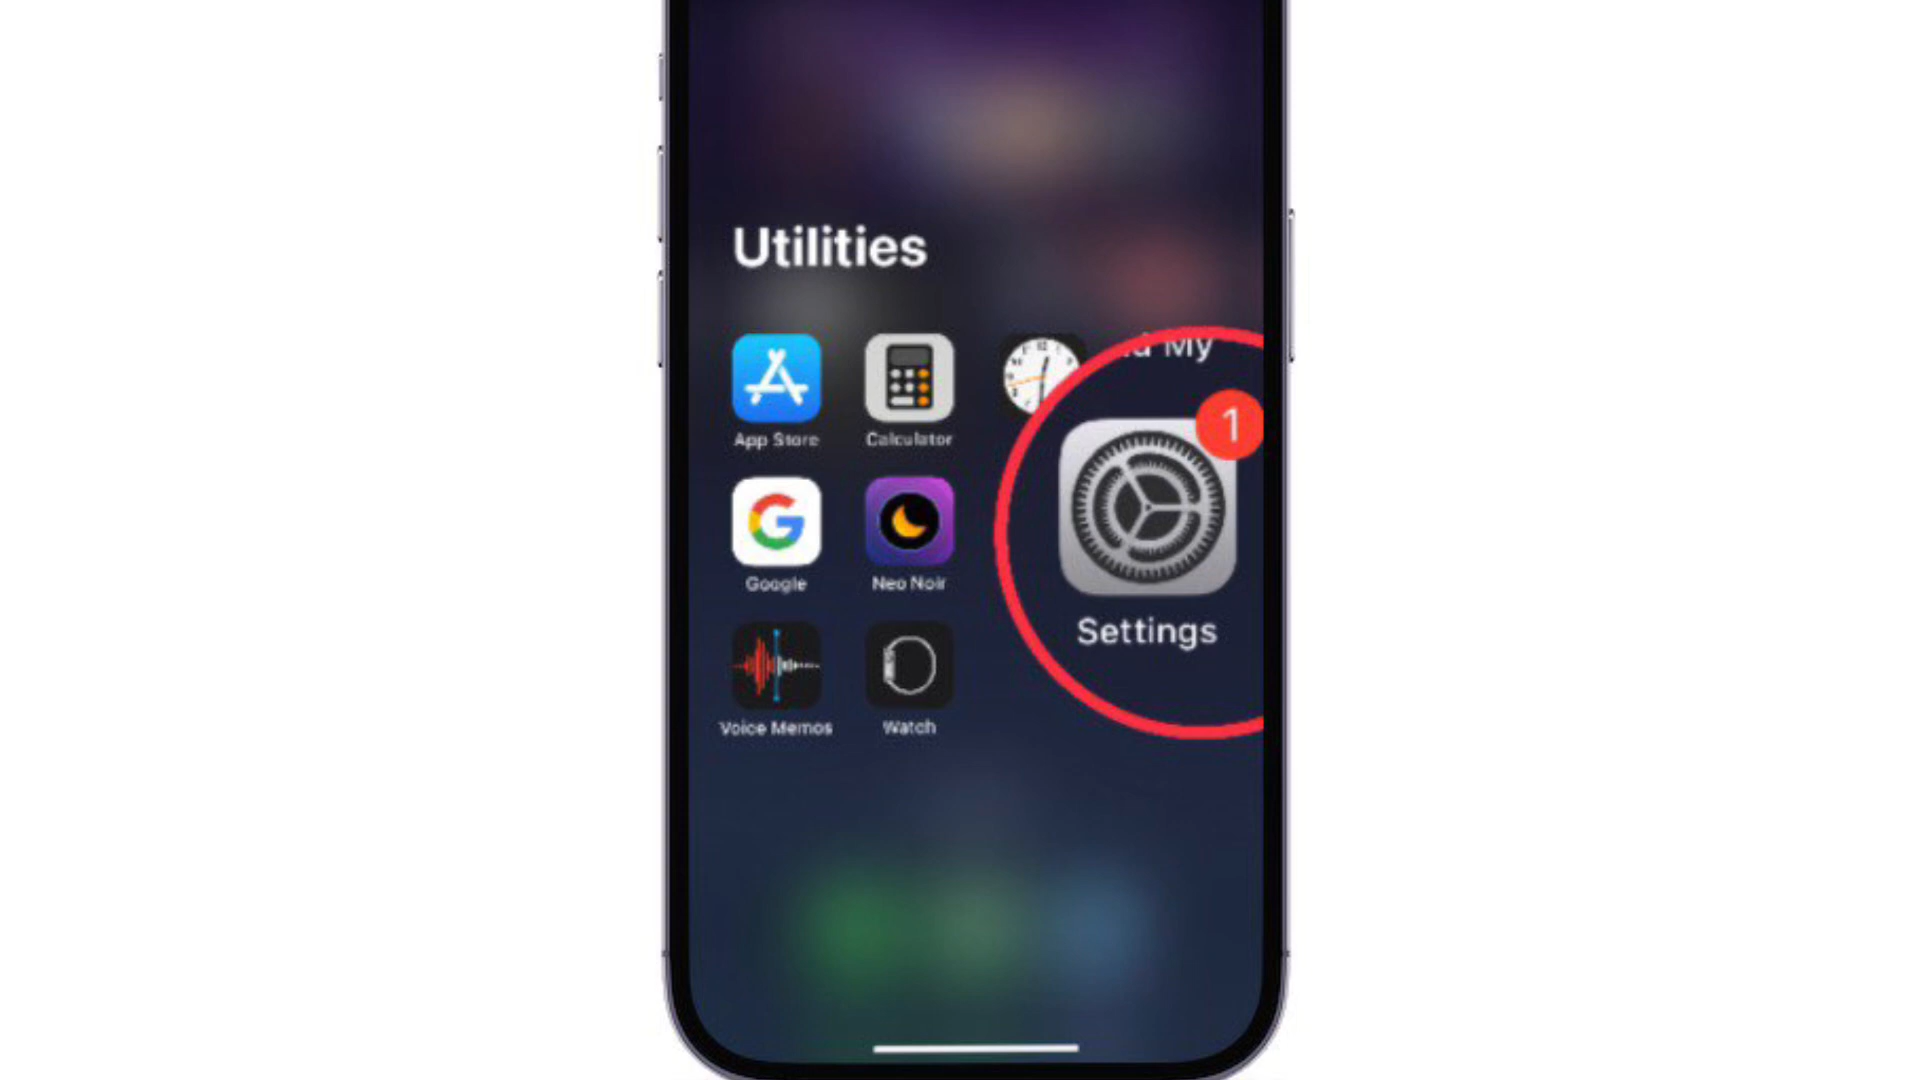 Utilities
App Store
Calculator
My
1
Google
Neo Noir
Settings
Voice Memos
Watch